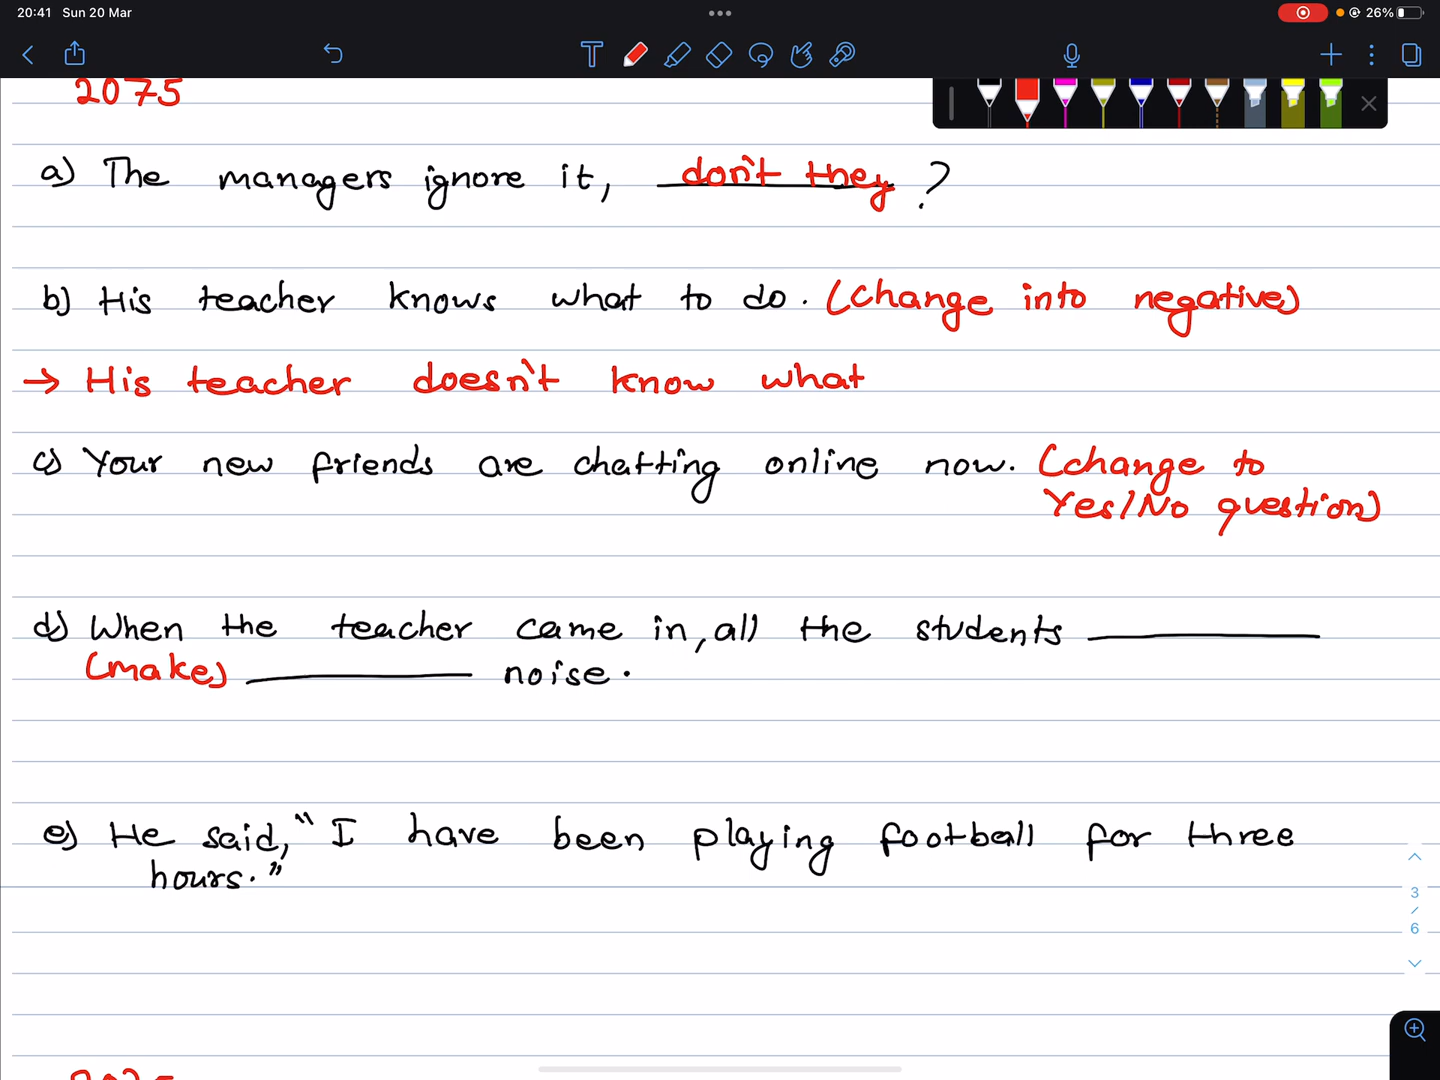 20:41 Sun 20 Mar
26%
2075
a) The managers ignore it, don't they ?
b) His teacher knows what to do. (change into negative)
→ His teacher doesn't know what
c) Your new friends are chatting online now. (change to
Yes/No question)
d) When the teacher came in, all the students ____________
(make) ____________ noise.
e) He said, "I have been playing football for three
hours."
3
/
6